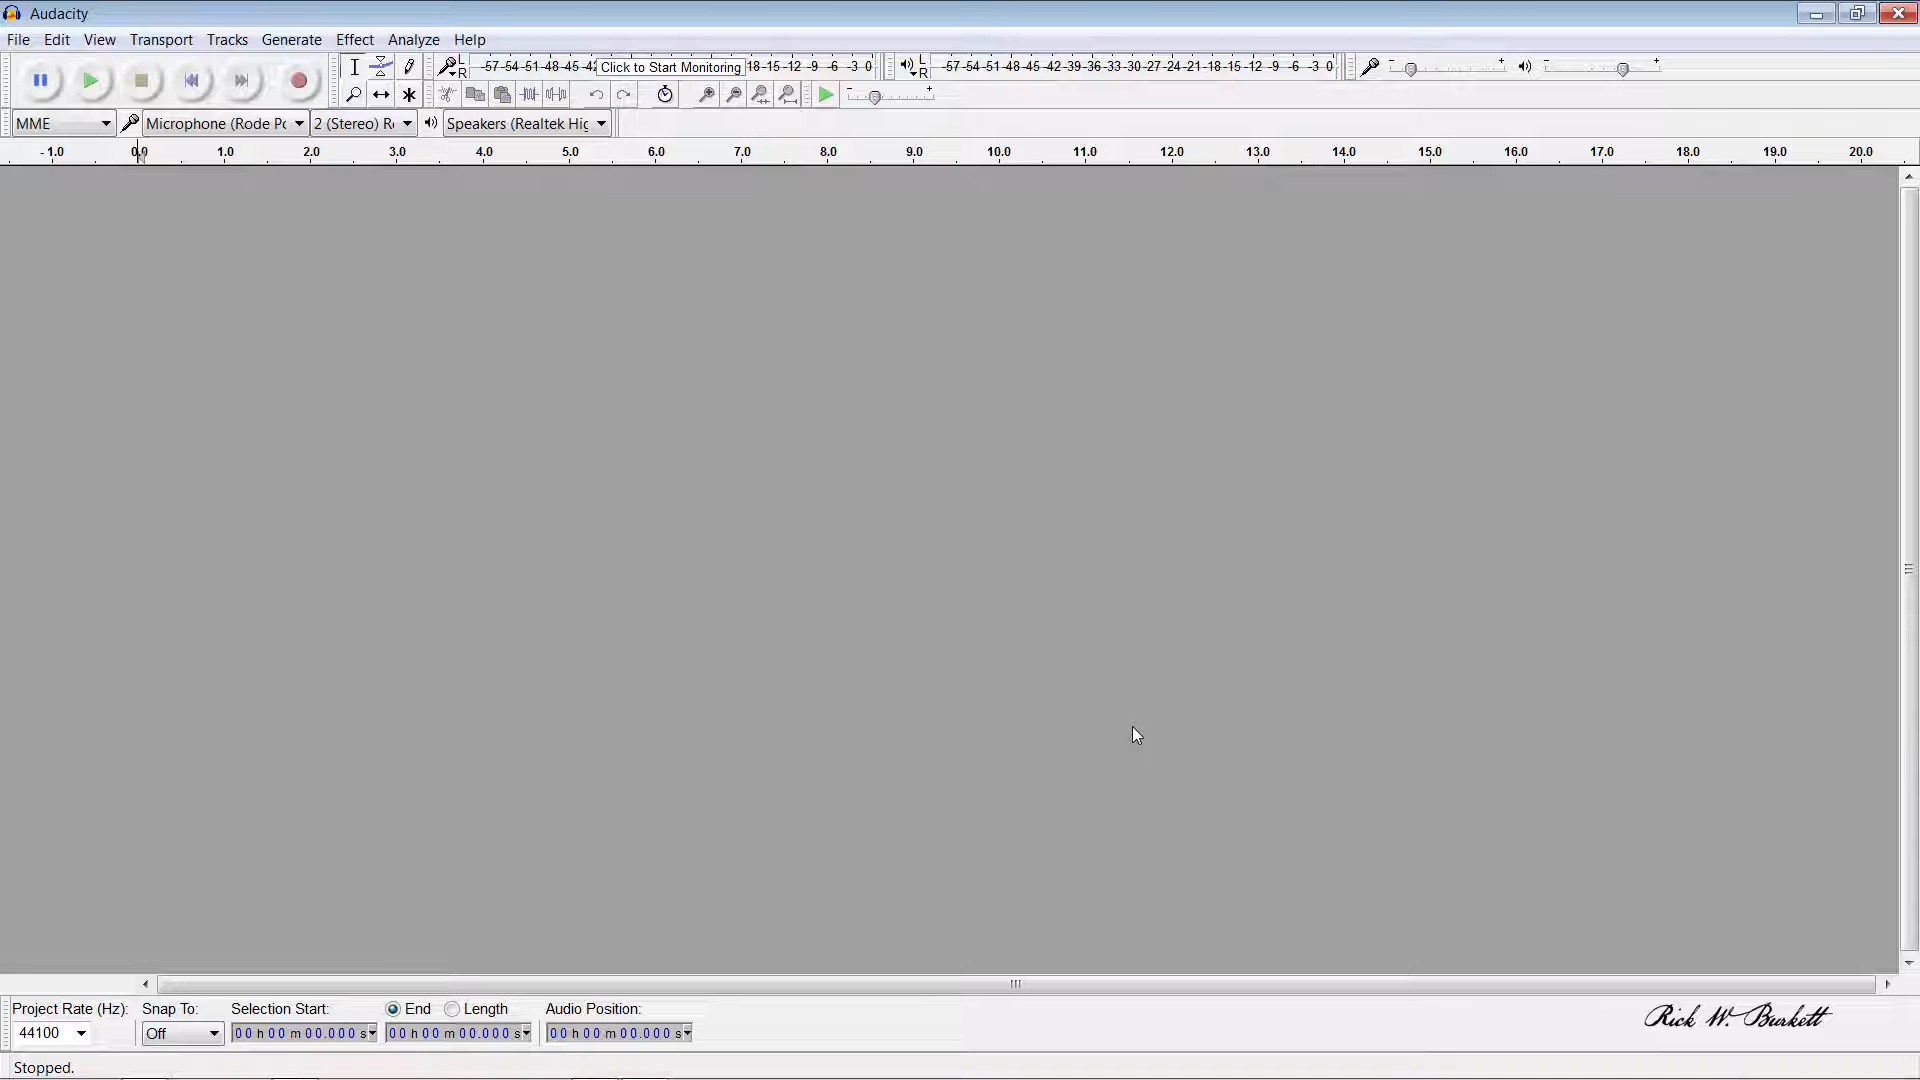 Audacity
File Edit View Transport Tracks Generate Effect Analyze Help
L
R
-57-54-51-48-45-42 Click to Start Monitoring 18-15-12 -9 -6 -3 0
L
R
-57-54-51-48-45-42-39-36-33-30-27-24-21-18-15-12 -9 -6 -3 0
- + - +
- +
MME Microphone (Rode Po 2 (Stereo) R Speakers (Realtek Hig
-1.0 0.0 1.0 2.0 3.0 4.0 5.0 6.0 7.0 8.0 9.0 10.0 11.0 12.0 13.0 14.0 15.0 16.0 17.0 18.0 19.0 20.0
Project Rate (Hz): Snap To: Selection Start: End Length Audio Position:
44100 Off 00 h 00 m 00.000 s 00 h 00 m 00.000 s 00 h 00 m 00.000 s
Rick W. Burkett
Stopped.